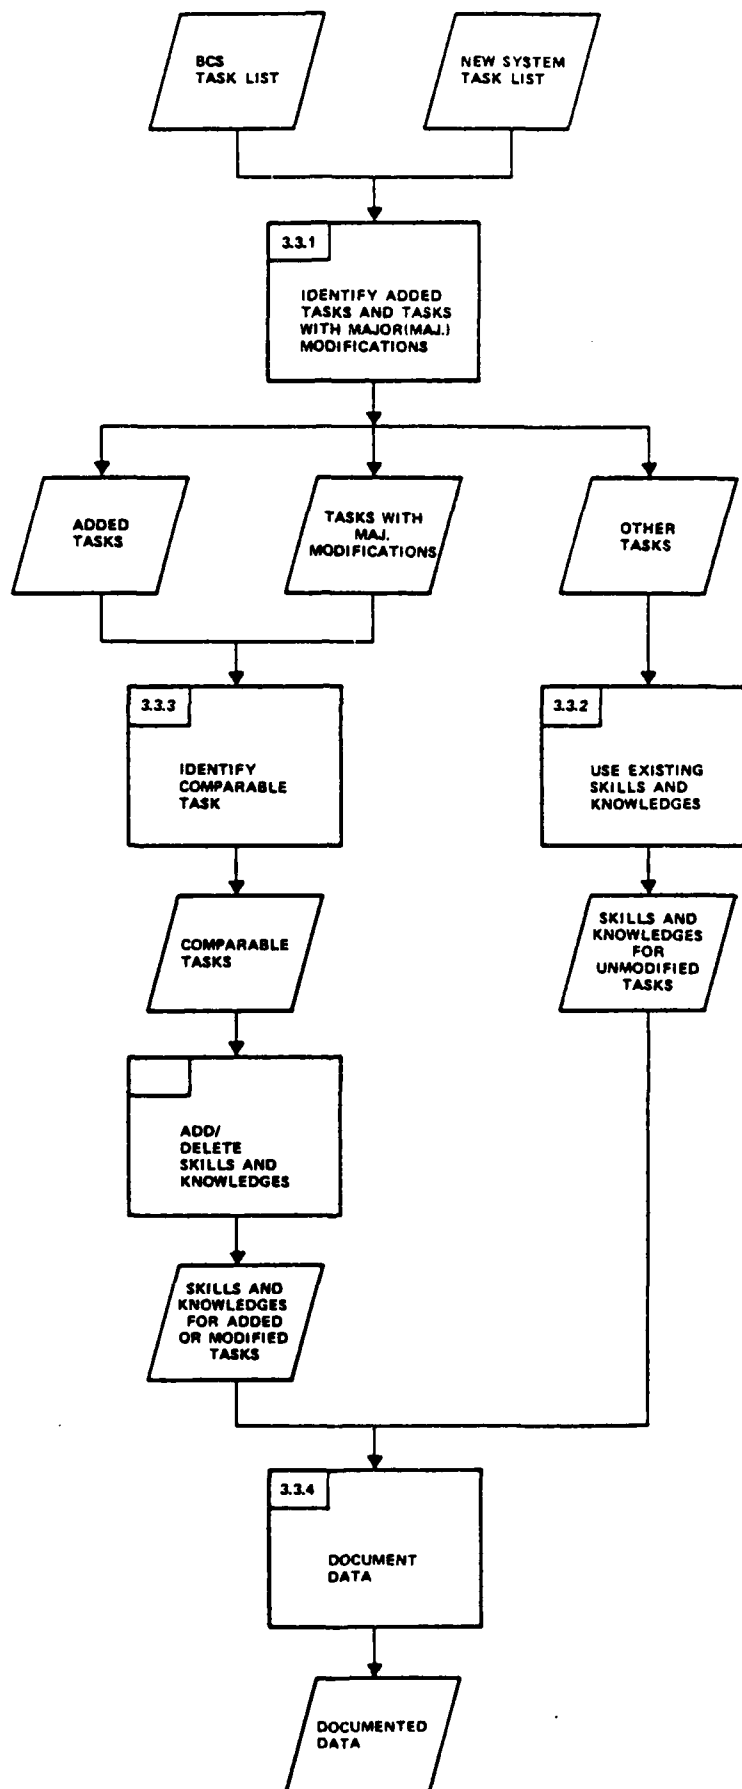 BCS
TASK LIST
NEW SYSTEM
TASK LIST
3.3.1
IDENTIFY ADDED
TASKS AND TASKS
WITH MAJOR(MAJ.)
MODIFICATIONS
ADDED
TASKS
TASKS WITH
MAJ.
MODIFICATIONS
OTHER
TASKS
3.3.3
IDENTIFY
COMPARABLE
TASK
3.3.2
USE EXISTING
SKILLS AND
KNOWLEDGES
COMPARABLE
TASKS
SKILLS AND
KNOWLEDGES
FOR
UNMODIFIED
TASKS
ADD/
DELETE
SKILLS AND
KNOWLEDGES
SKILLS AND
KNOWLEDGES
FOR ADDED
OR MODIFIED
TASKS
3.3.4
DOCUMENT
DATA
DOCUMENTED
DATA